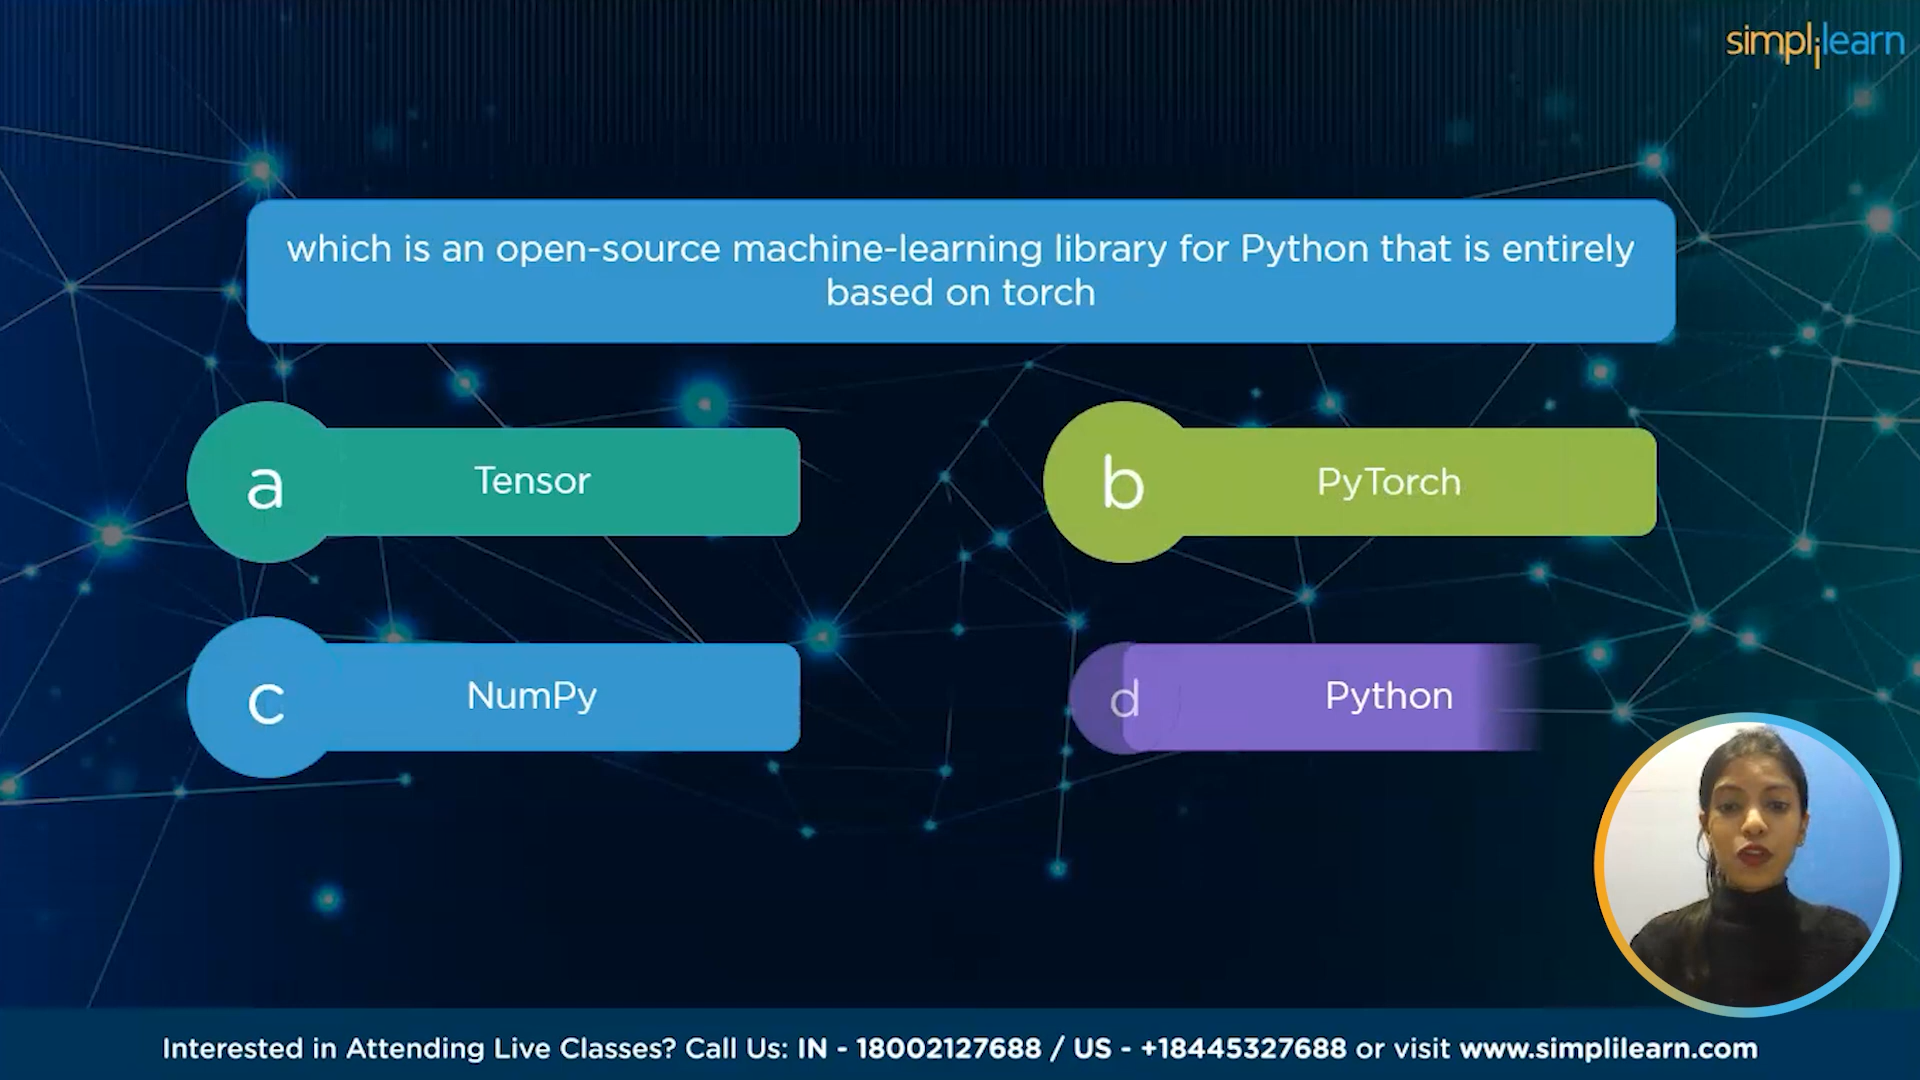 simplilearn
which is an open-source machine-learning library for Python that is entirely
based on torch
a
Tensor
b
PyTorch
c
NumPy
d
Python
Interested in Attending Live Classes? Call Us: IN - 18002127688 / US - +18445327688 or visit www.simplilearn.com